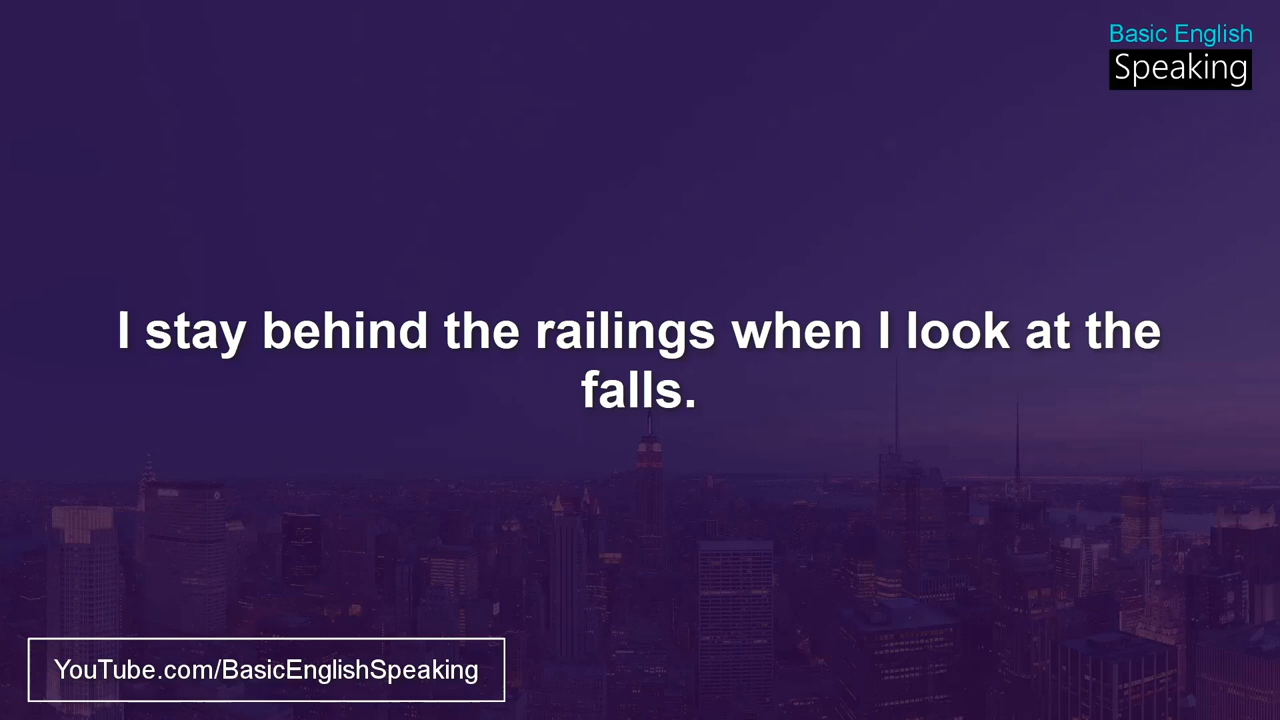 Basic English
Speaking
I stay behind the railings when I look at the
falls.
YouTube.com/BasicEnglishSpeaking